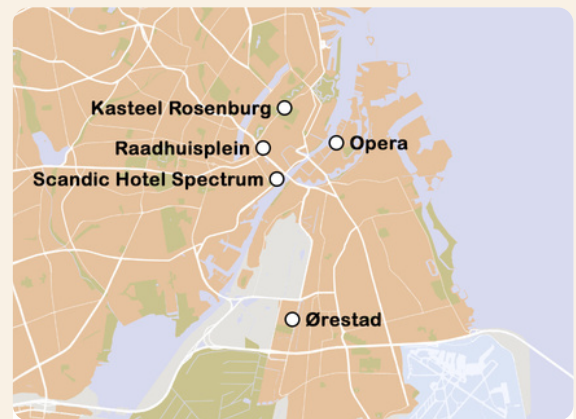 Kasteel Rosenburg
Raadhuisplein
Opera
Scandic Hotel Spectrum
Ørestad